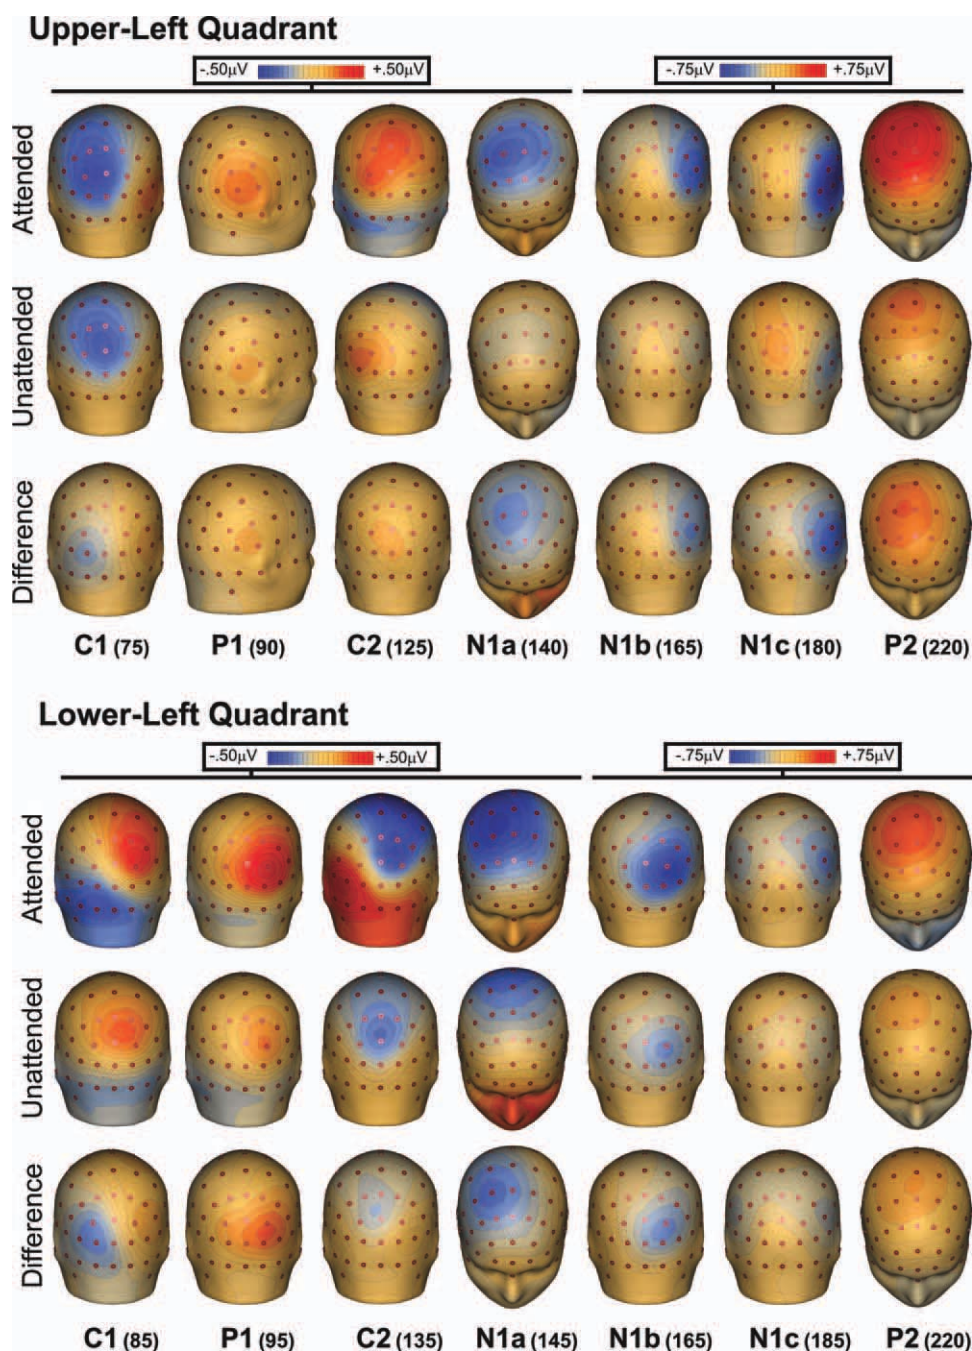 Upper-Left Quadrant
-.50μV +.50μV
-.75μV +.75μV
Attended
Unattended
Difference
C1 (75) P1 (90) C2 (125) N1a (140) N1b (165) N1c (180) P2 (220)
Lower-Left Quadrant
-.50μV +.50μV
-.75μV +.75μV
Attended
Unattended
Difference
C1 (85) P1 (95) C2 (135) N1a (145) N1b (165) N1c (185) P2 (220)